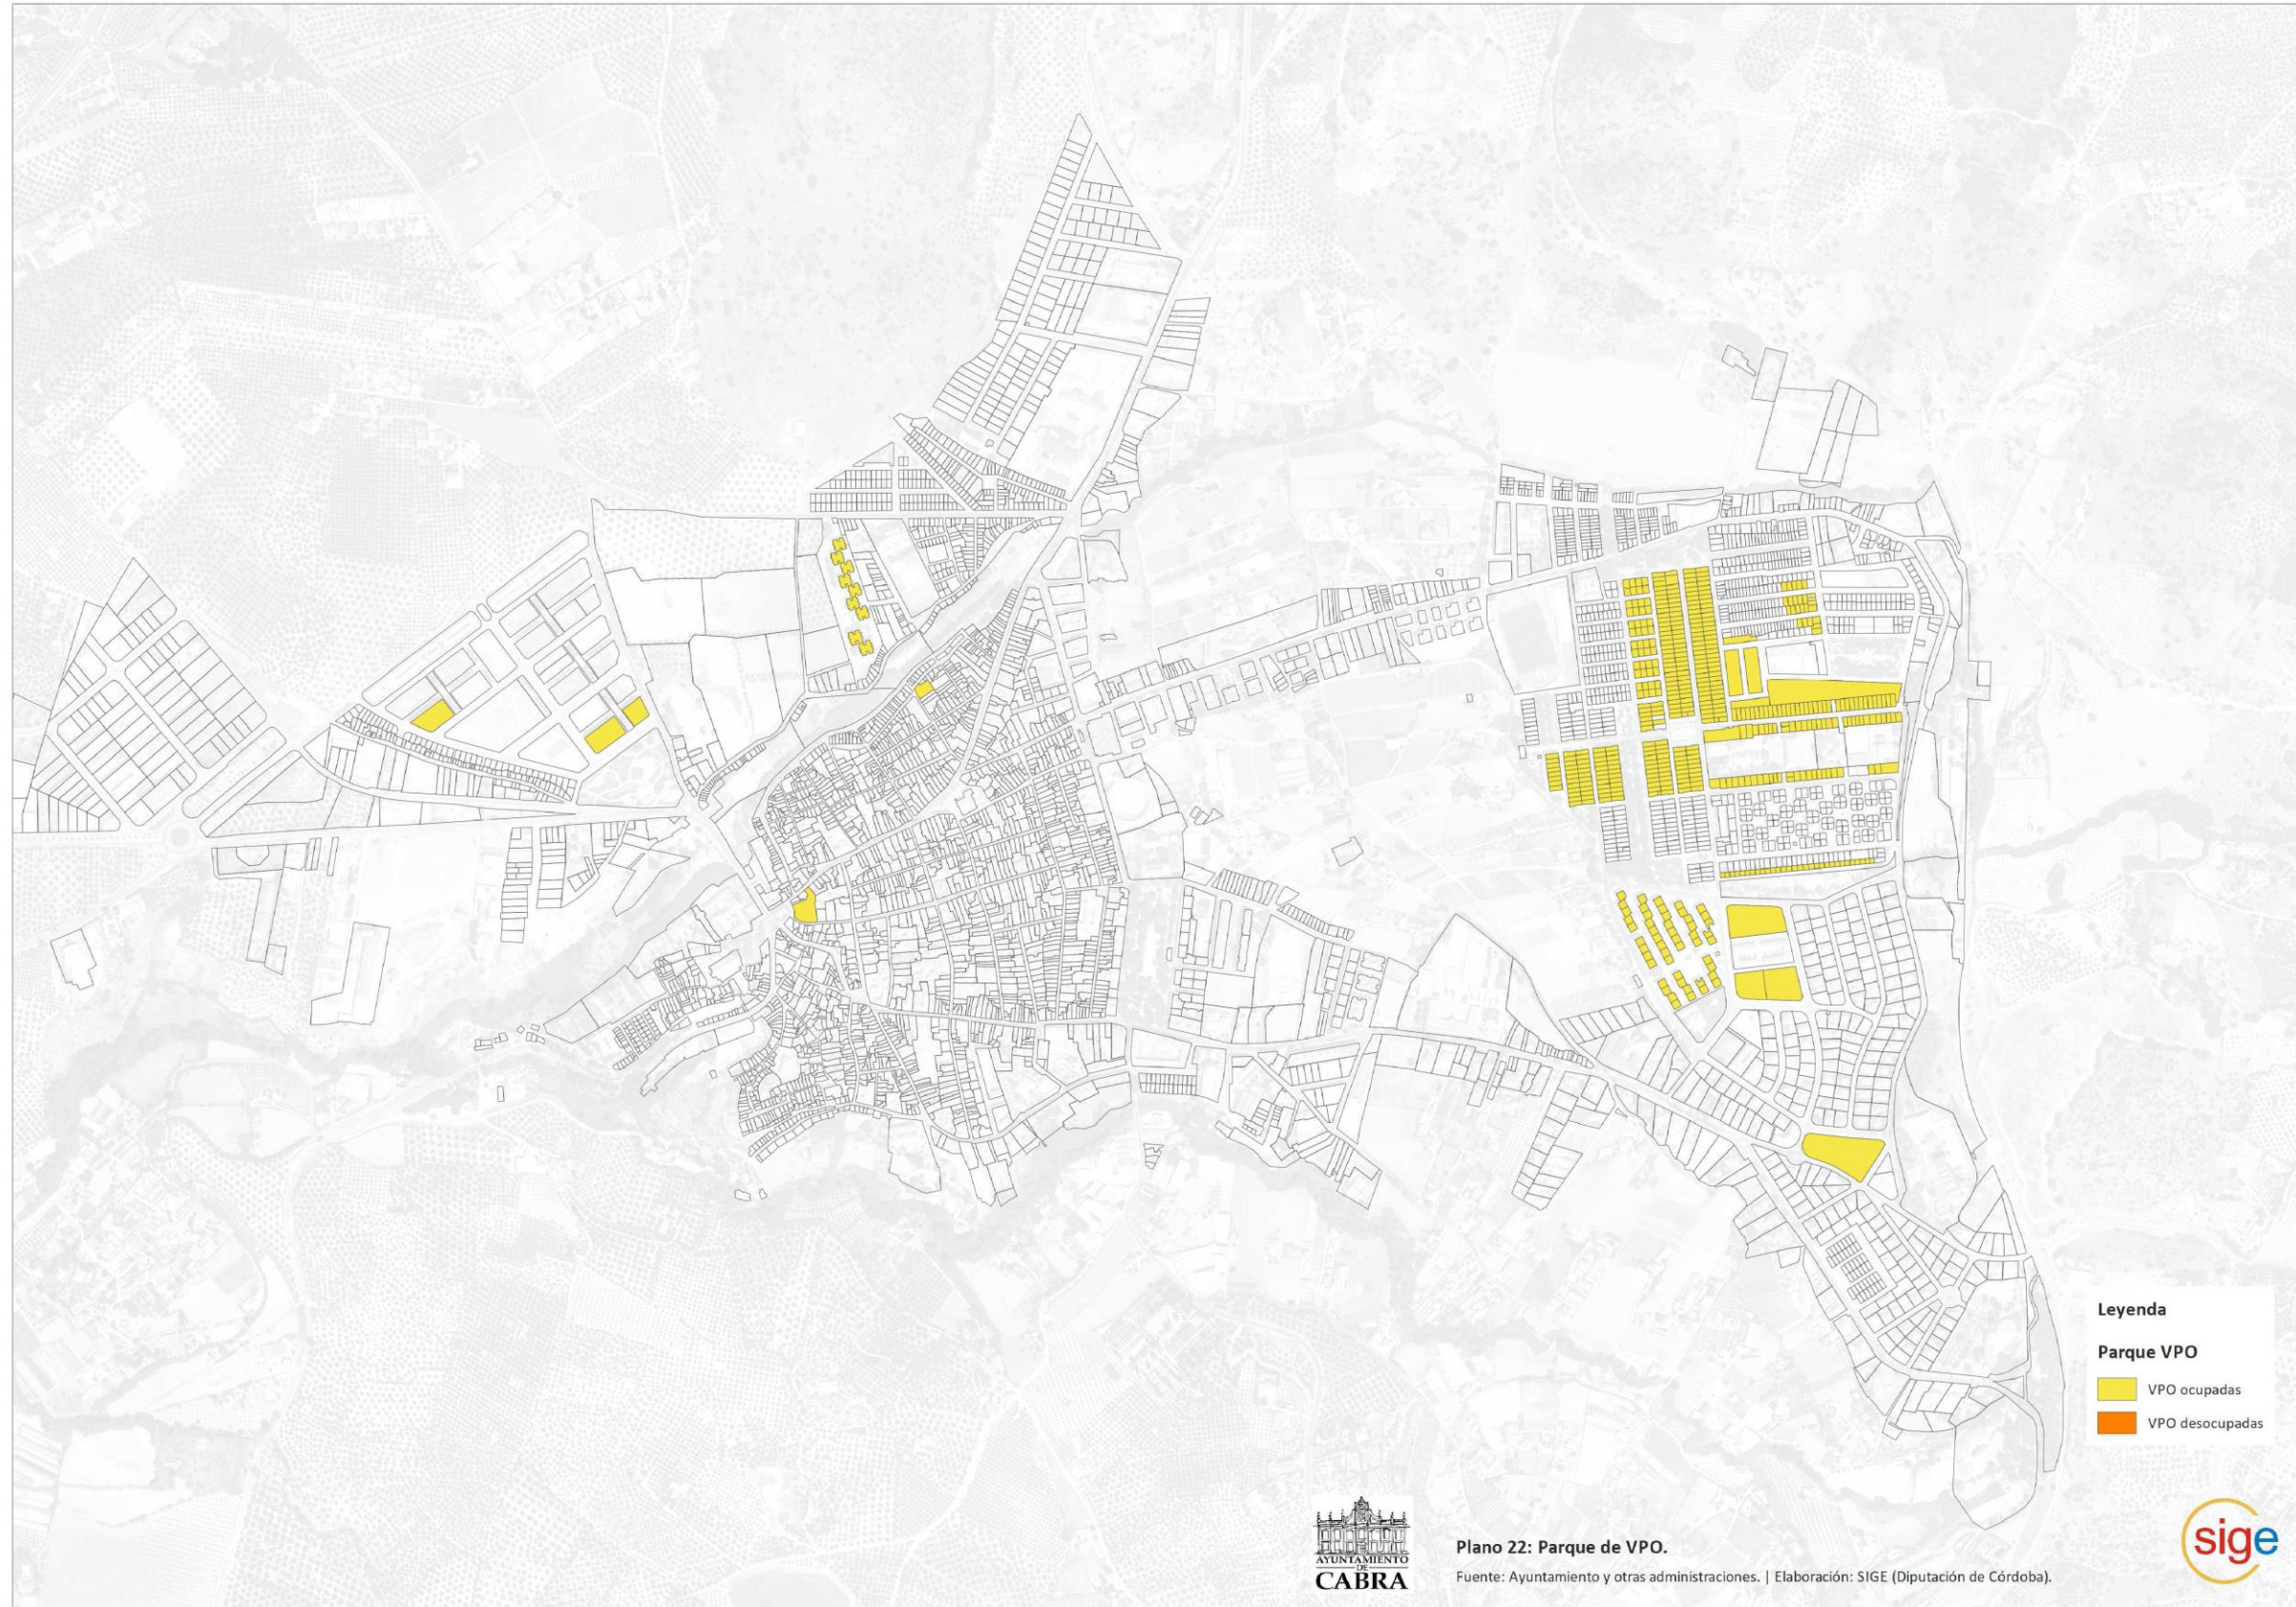 Leyenda
Parque VPO
VPO ocupadas
VPO desocupadas
AYUNTAMIENTO
DE
CABRA
Plano 22: Parque de VPO.
Fuente: Ayuntamiento y otras administraciones. | Elaboración: SIGE (Diputación de Córdoba).
sige